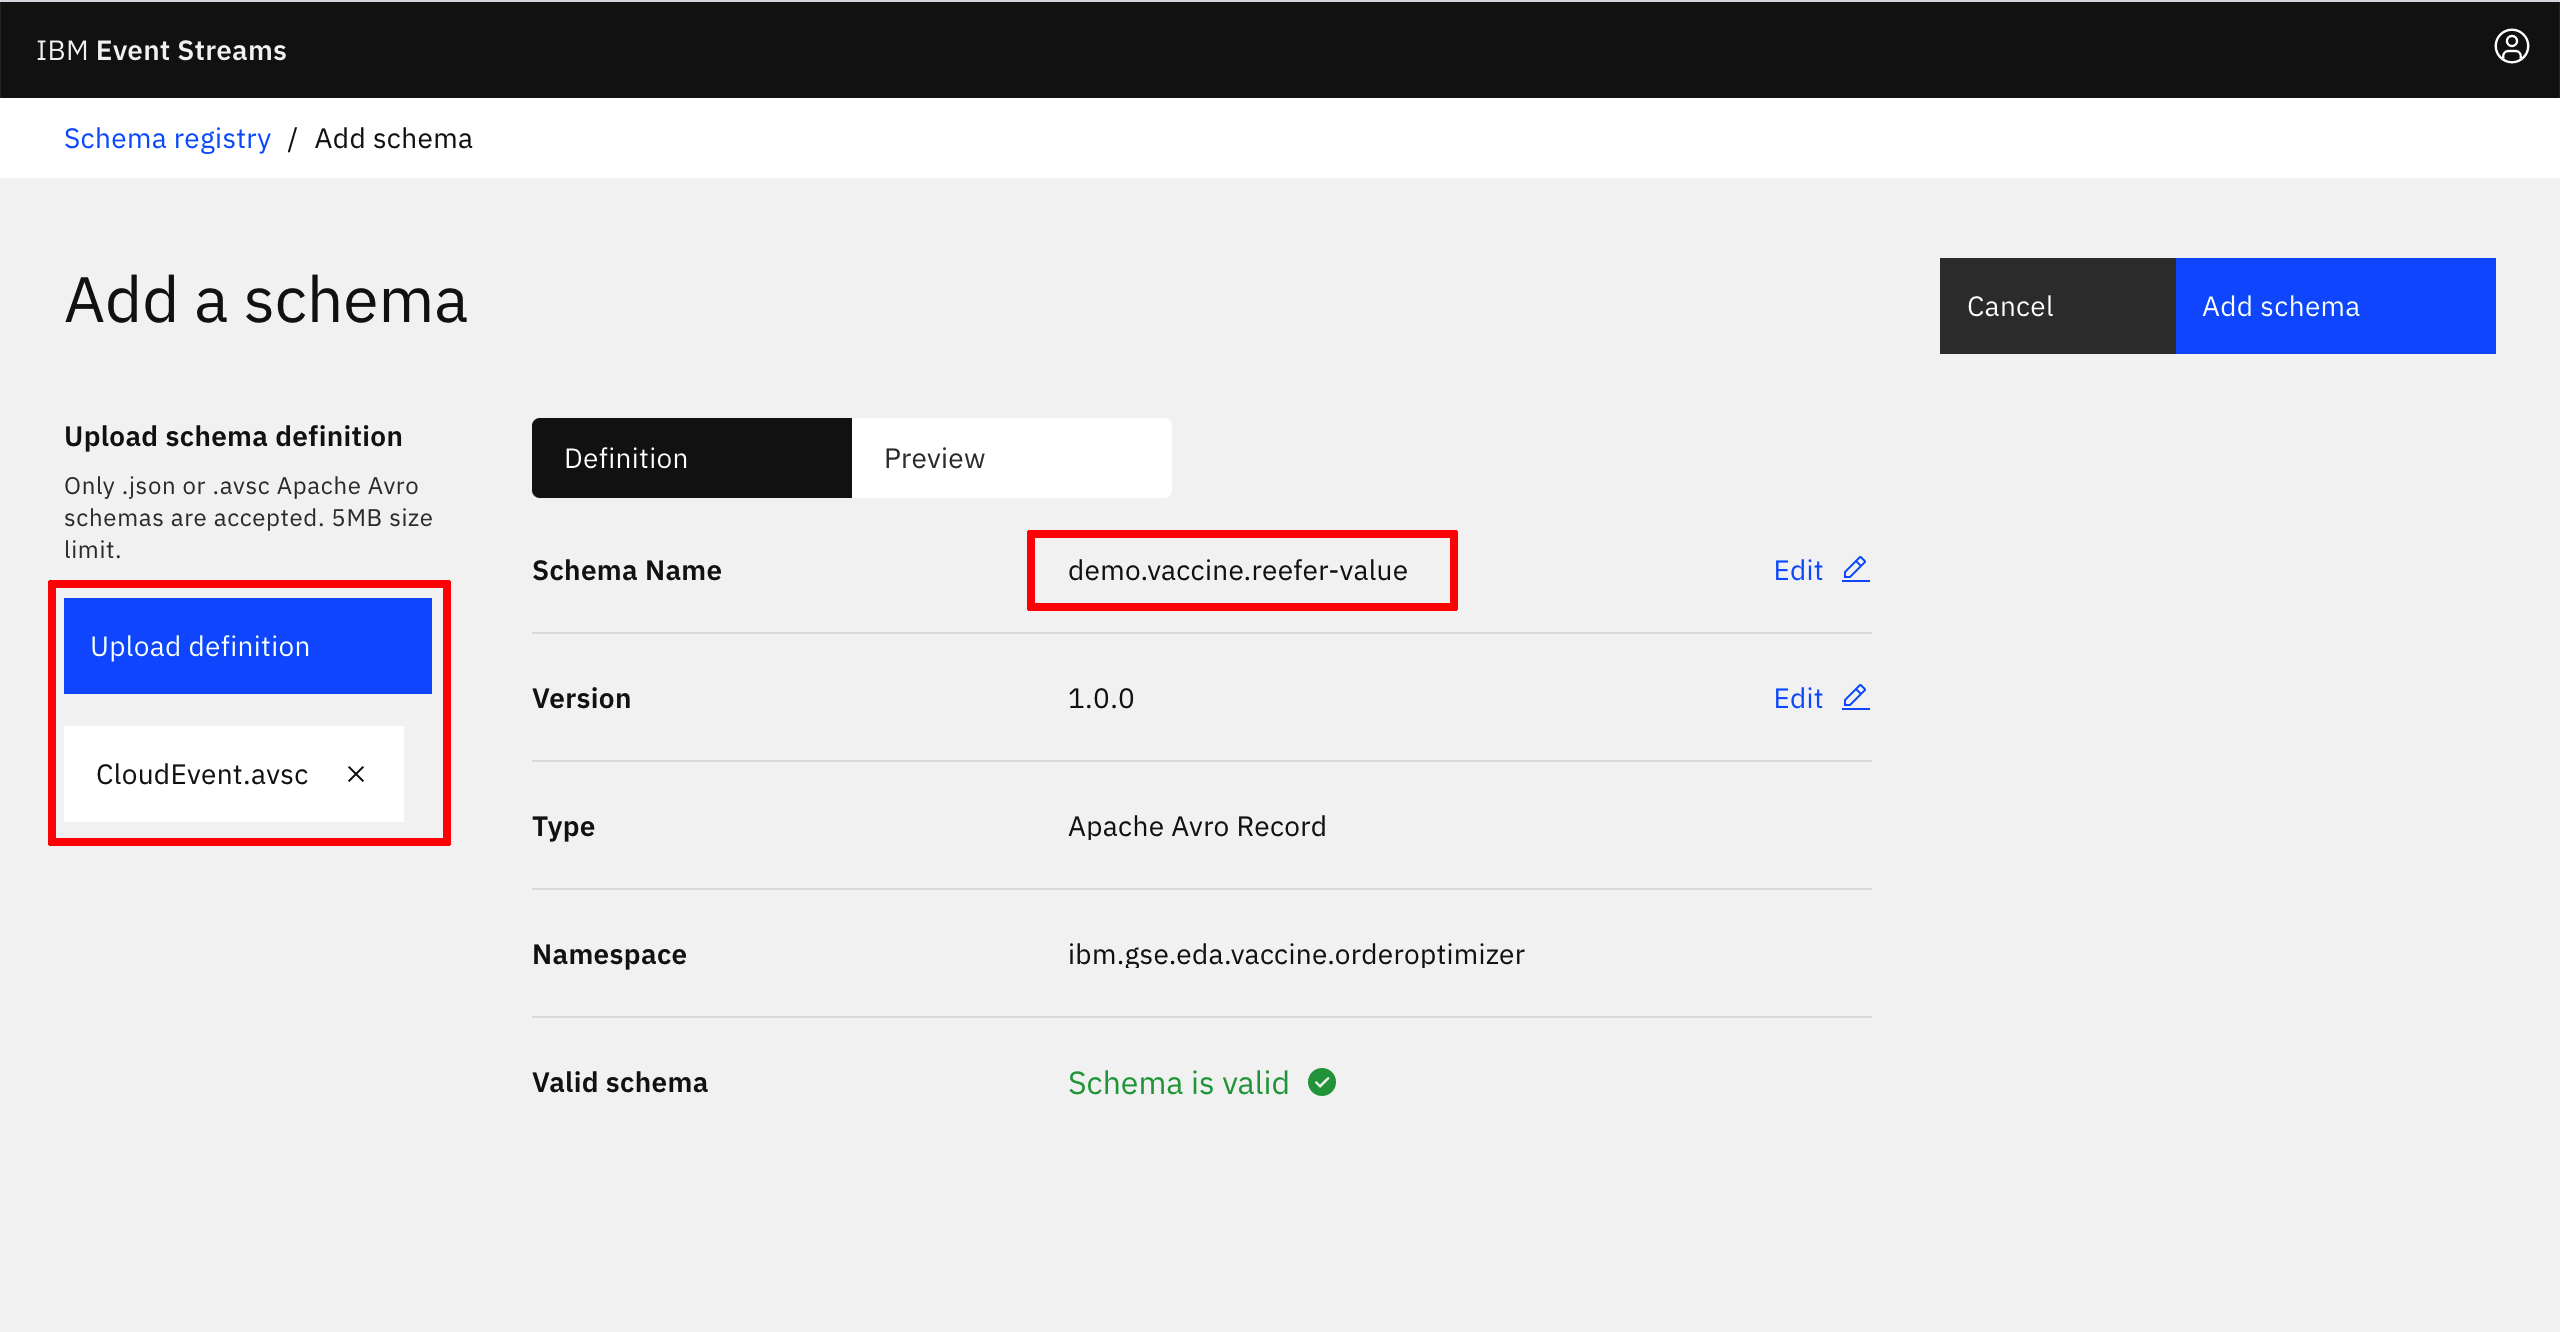 IBM Event Streams
Schema registry / Add schema
Add a schema
Cancel
Add schema
Upload schema definition
Only .json or .avsc Apache Avro
schemas are accepted. 5MB size
limit.
Upload definition
CloudEvent.avsc
Definition
Preview
Schema Name demo.vaccine.reefer-value Edit
Version 1.0.0 Edit
Type Apache Avro Record
Namespace ibm.gse.eda.vaccine.orderoptimizer
Valid schema Schema is valid